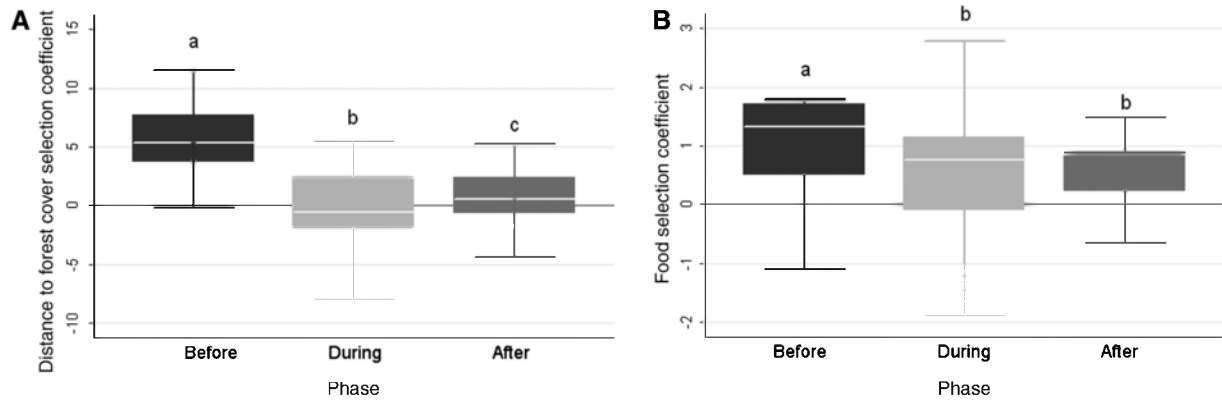 A
Distance to forest cover selection coefficient
15
10
5
0
-5
-10
a
b
c
Before During After
Phase
B
Food selection coefficient
3
2
1
0
-1
-2
a
b
b
Before During After
Phase